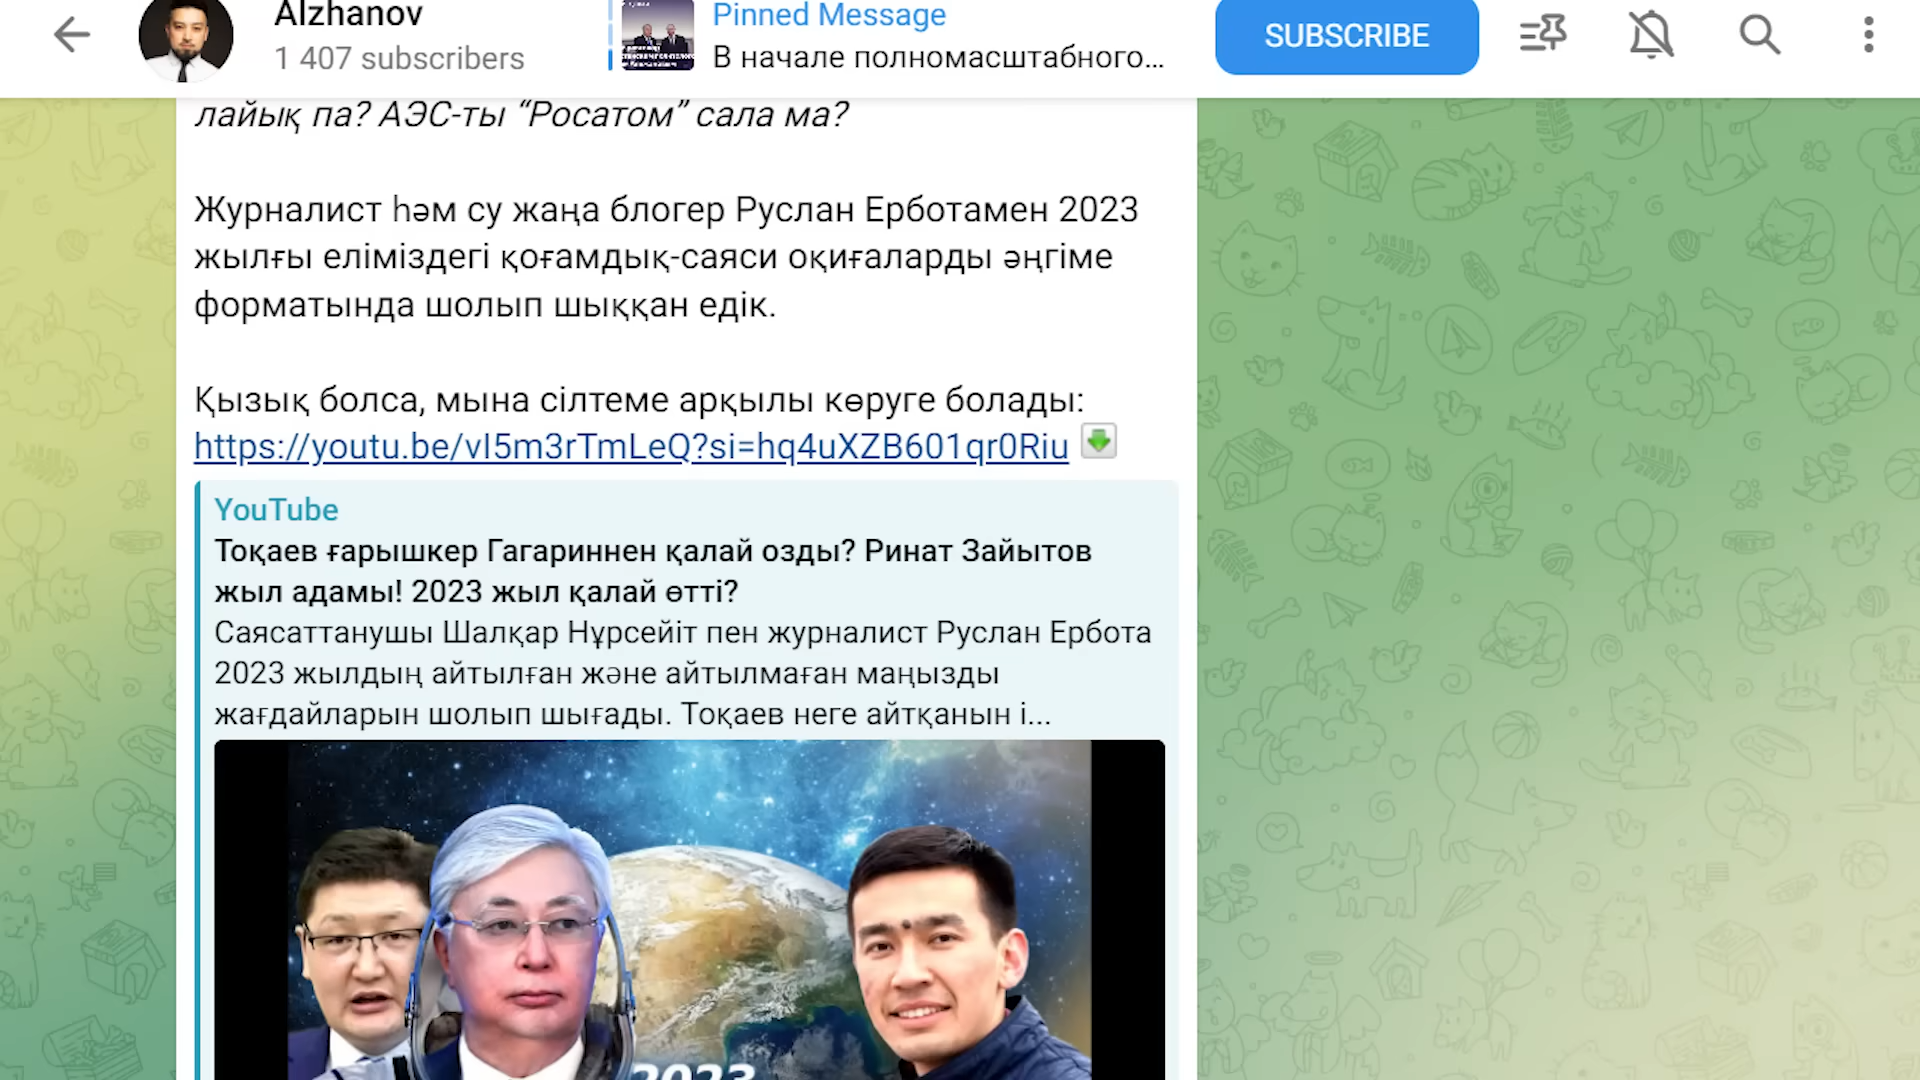 Alzhanov
1 407 subscribers
Pinned Message
В начале полномасштабного...
SUBSCRIBE
лайық па? АЭС-ты “Росатом” сала ма?
Журналист һәм су жаңа блогер Руслан Ерботамен 2023
жылғы еліміздегі қоғамдық-саяси оқиғаларды әңгіме
форматында шолып шыққан едік.
Қызық болса, мына сілтеме арқылы көруге болады:
https://youtu.be/vI5m3rTmLeQ?si=hq4uXZB601qr0Riu
YouTube
Тоқаев ғарышкер Гагариннен қалай озды? Ринат Зайытов
жыл адамы! 2023 жыл қалай өтті?
Саясаттанушы Шалқар Нұрсейіт пен журналист Руслан Ербота
2023 жылдың айтылған және айтылмаған маңызды
жағдайларын шолып шығады. Тоқаев неге айтқанын і...
2023